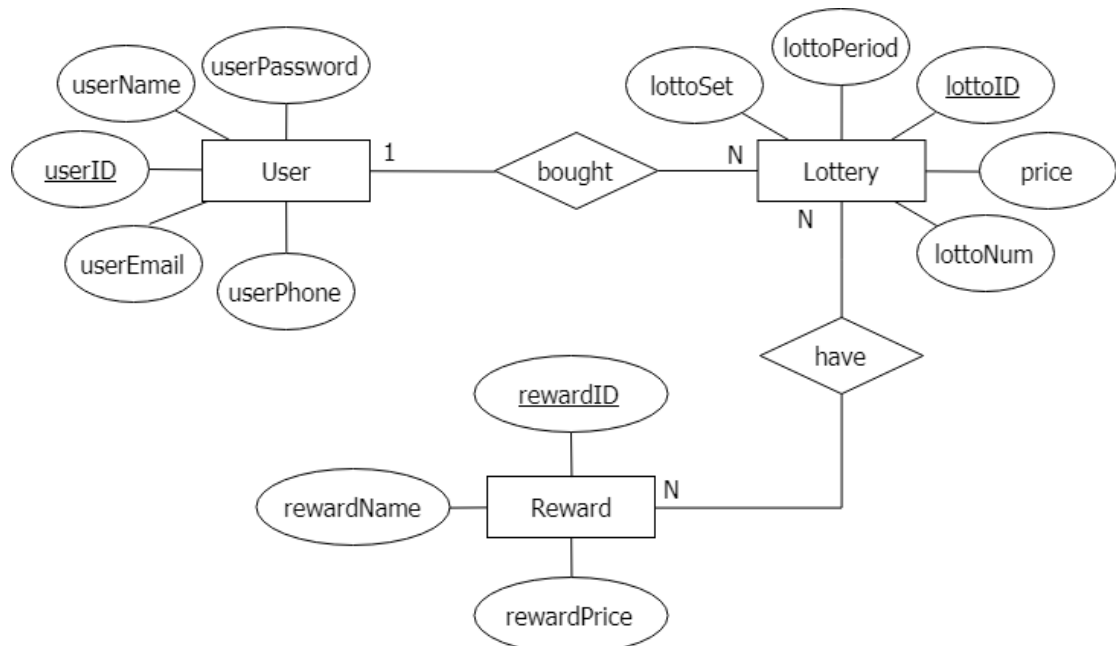 lottoPeriod
userPassword
userName
lottoSet
lottoID
1
N
userID
User
bought
Lottery
price
N
userEmail
lottoNum
userPhone
have
rewardID
N
rewardName
Reward
rewardPrice